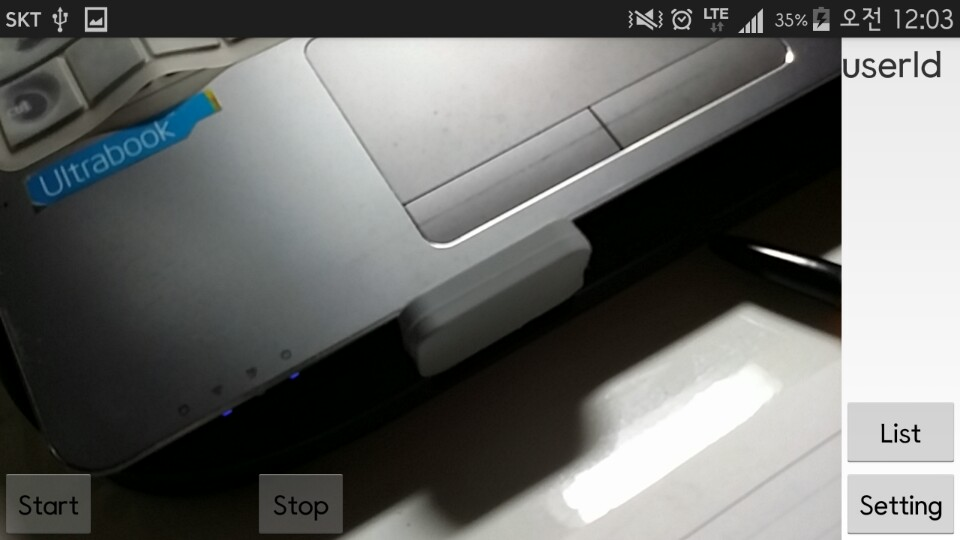 SKT LTE 35% 오전 12:03
userId
Ultrabook
List
Start Stop Setting